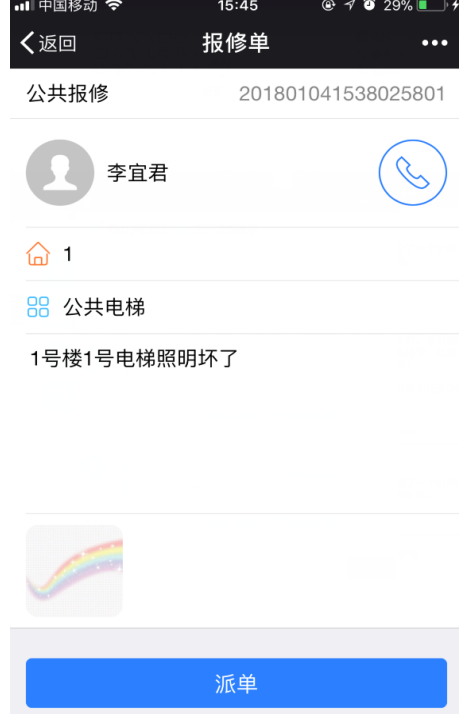 中国移动 15:45 29%
返回 报修单
公共报修 201801041538025801
李宜君
1
公共电梯
1号楼1号电梯照明坏了
派单